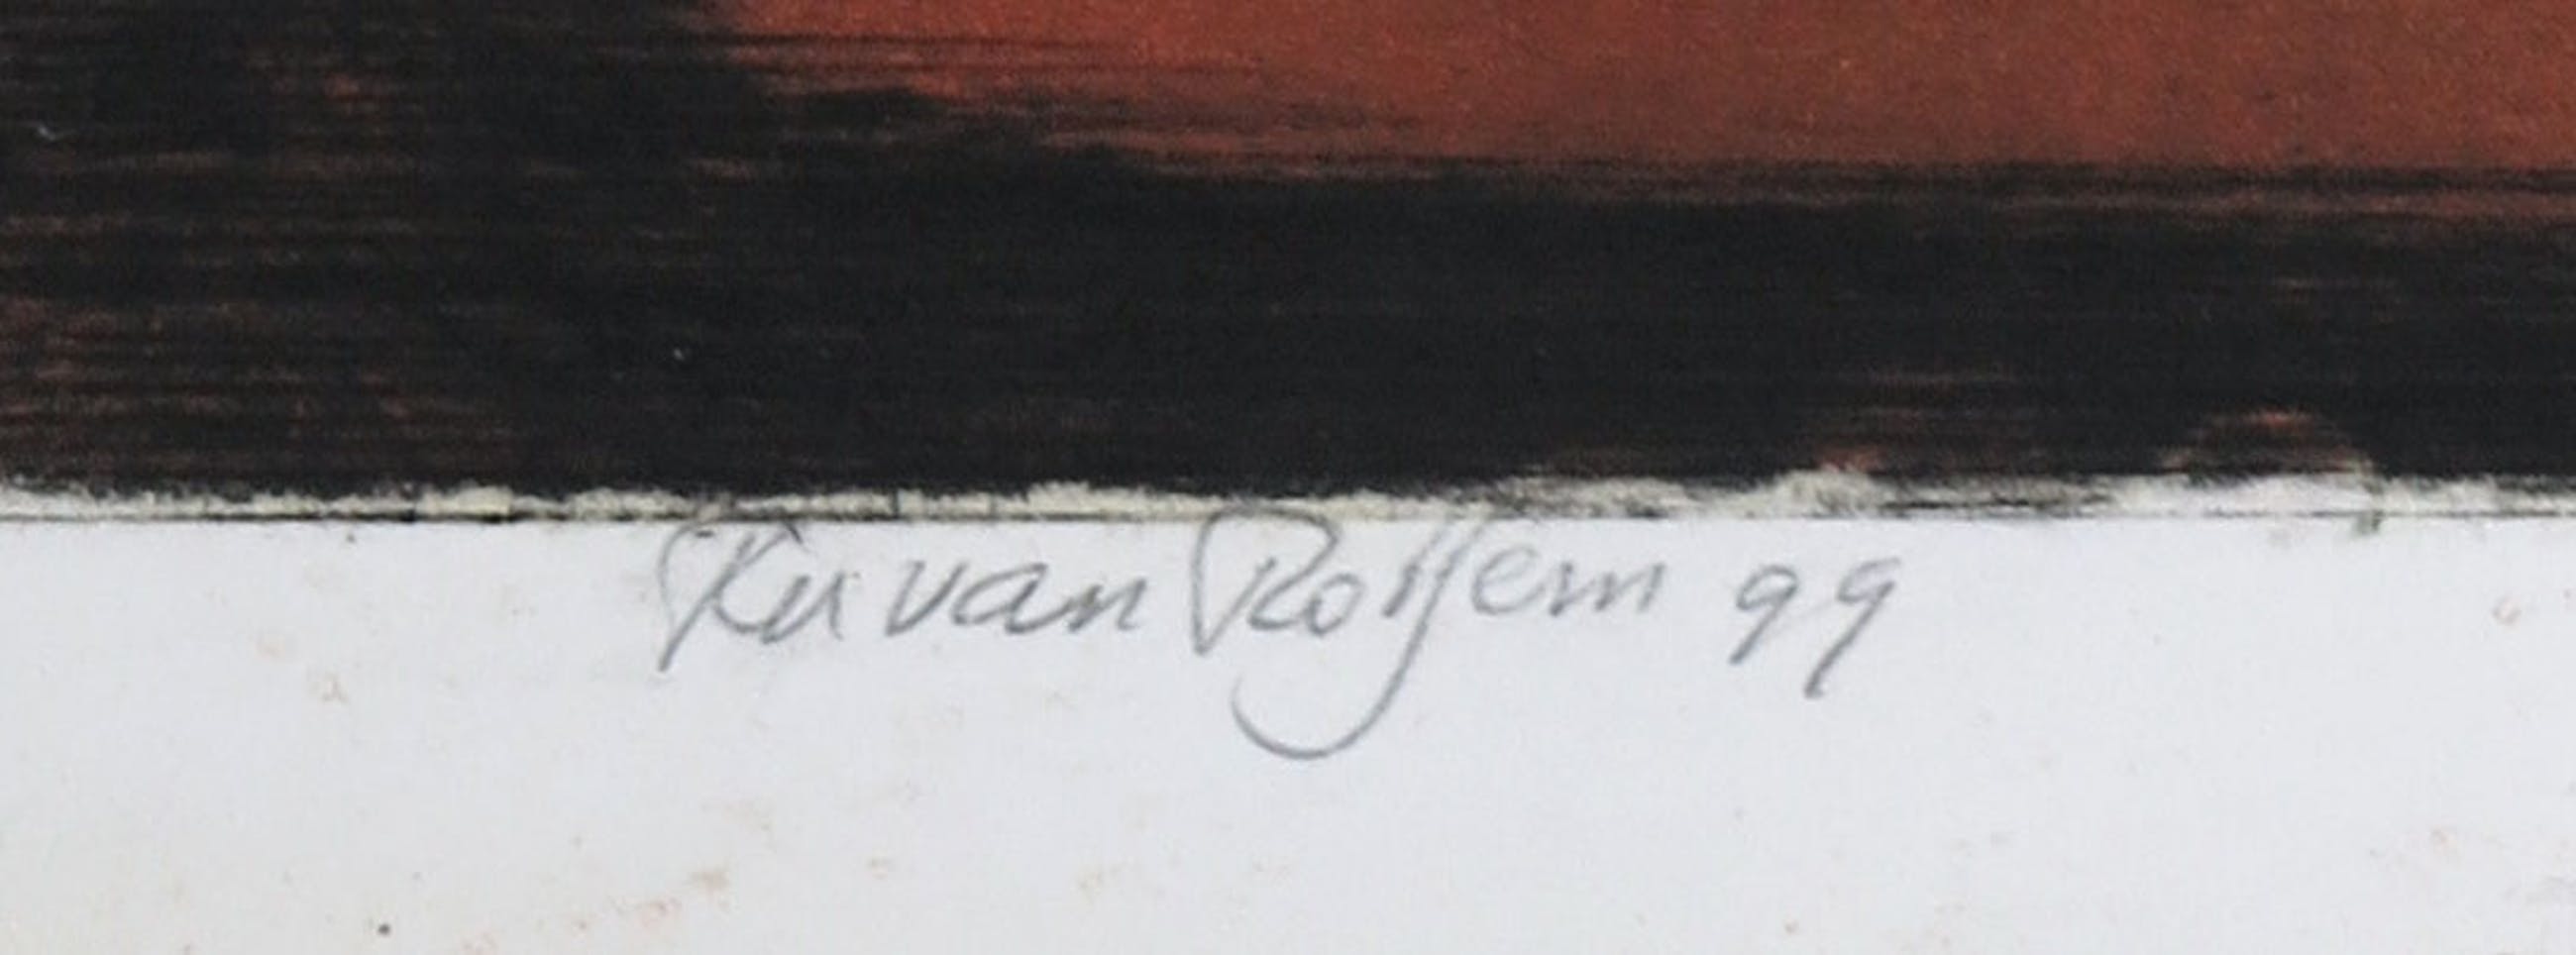 Ru van Rossem 99